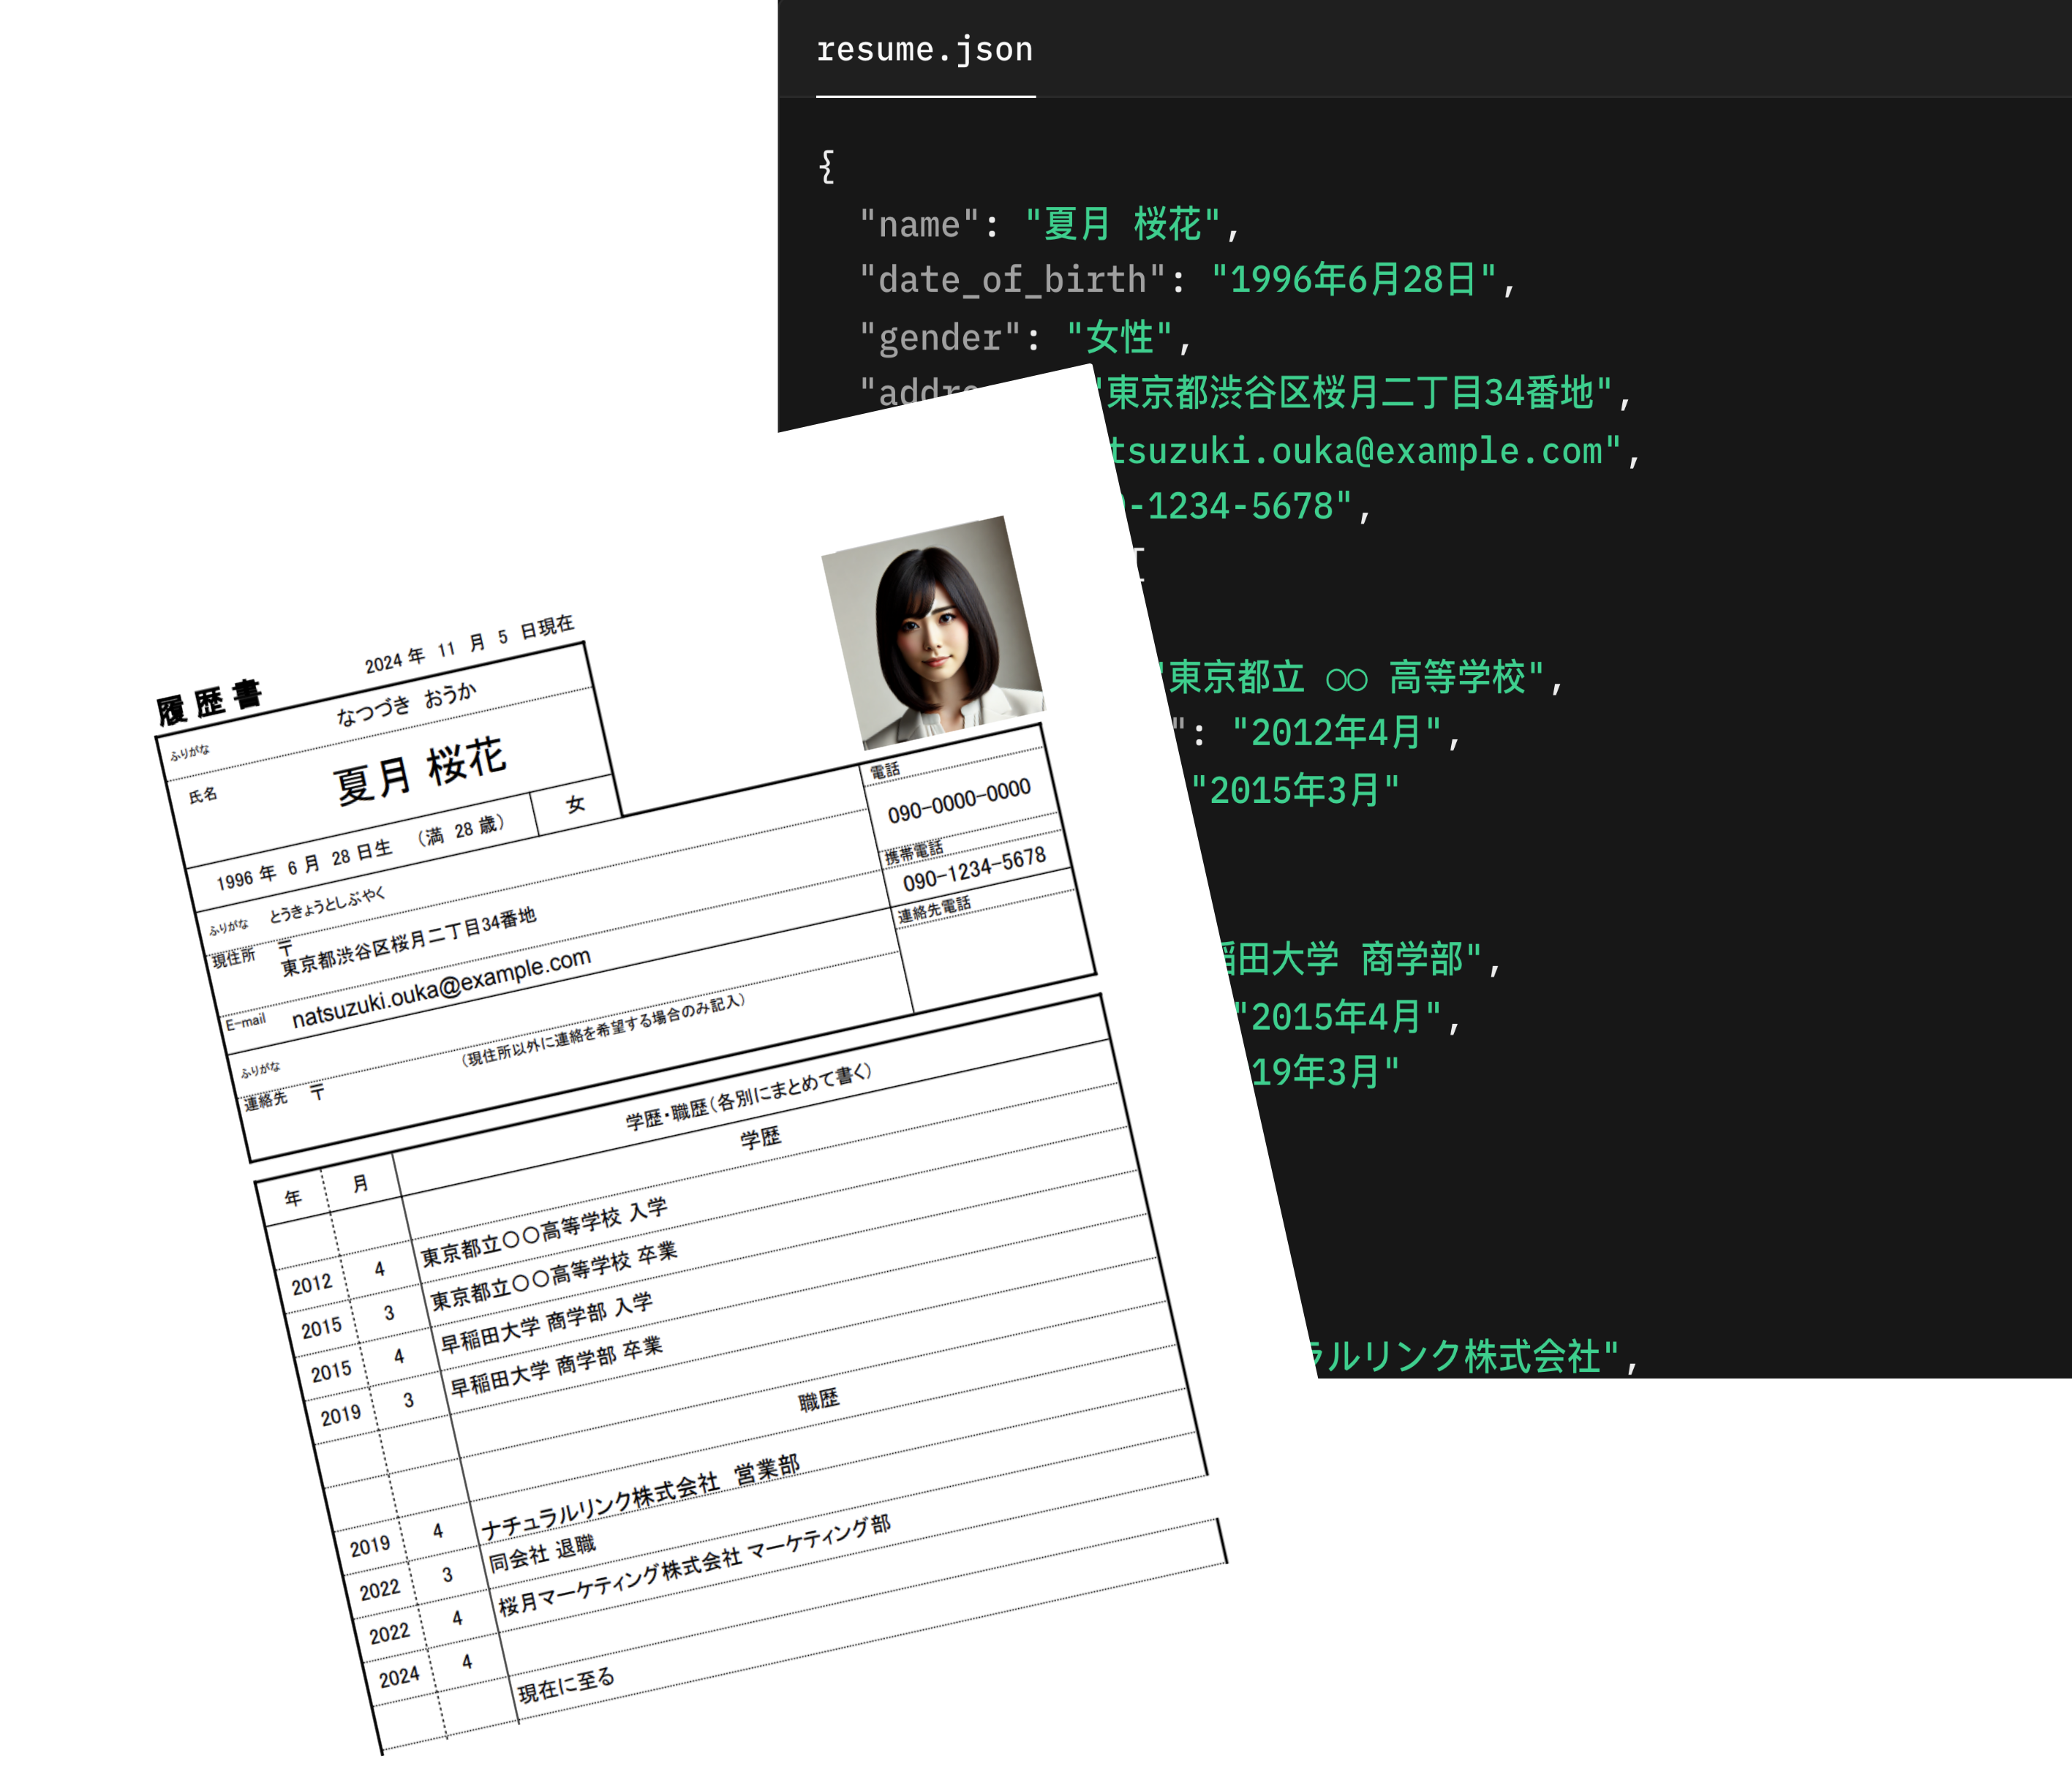 resume.json
{
"name": "夏月 桜花",
"date_of_birth": "1996年6月28日",
"gender": "女性",
"addre
"東京都渋谷区桜月二丁目34番地",
tsuzuki.ouka@example.com",
-1234-5678",
[
"東京都立 ○○ 高等学校",
": "2012年4月",
"2015年3月"
稲田大学 商学部",
"2015年4月",
19年3月"
ラルリンク株式会社",
履歴書
2024 年 11 月 5 日現在
ふりがな なつづき おうか
氏名 夏月 桜花
1996 年 6 月 28 日生 (満 28 歳) 女
ふりがな とうきょうとしぶやく
現住所 〒
東京都渋谷区桜月二丁目34番地
E-mail natsuzuki.ouka@example.com
電話
090-0000-0000
携帯電話
090-1234-5678
ふりがな
連絡先 〒
(現住所以外に連絡を希望する場合のみ記入)
連絡先電話
年 月 学歴・職歴(各別にまとめて書く)
学歴
2012 4 東京都立〇〇高等学校 入学
2015 3 東京都立〇〇高等学校 卒業
2015 4 早稲田大学 商学部 入学
2019 3 早稲田大学 商学部 卒業
職歴
2019 4 ナチュラルリンク株式会社 営業部
2022 3 同会社 退職
2022 4 桜月マーケティング株式会社 マーケティング部
2024 4
現在に至る